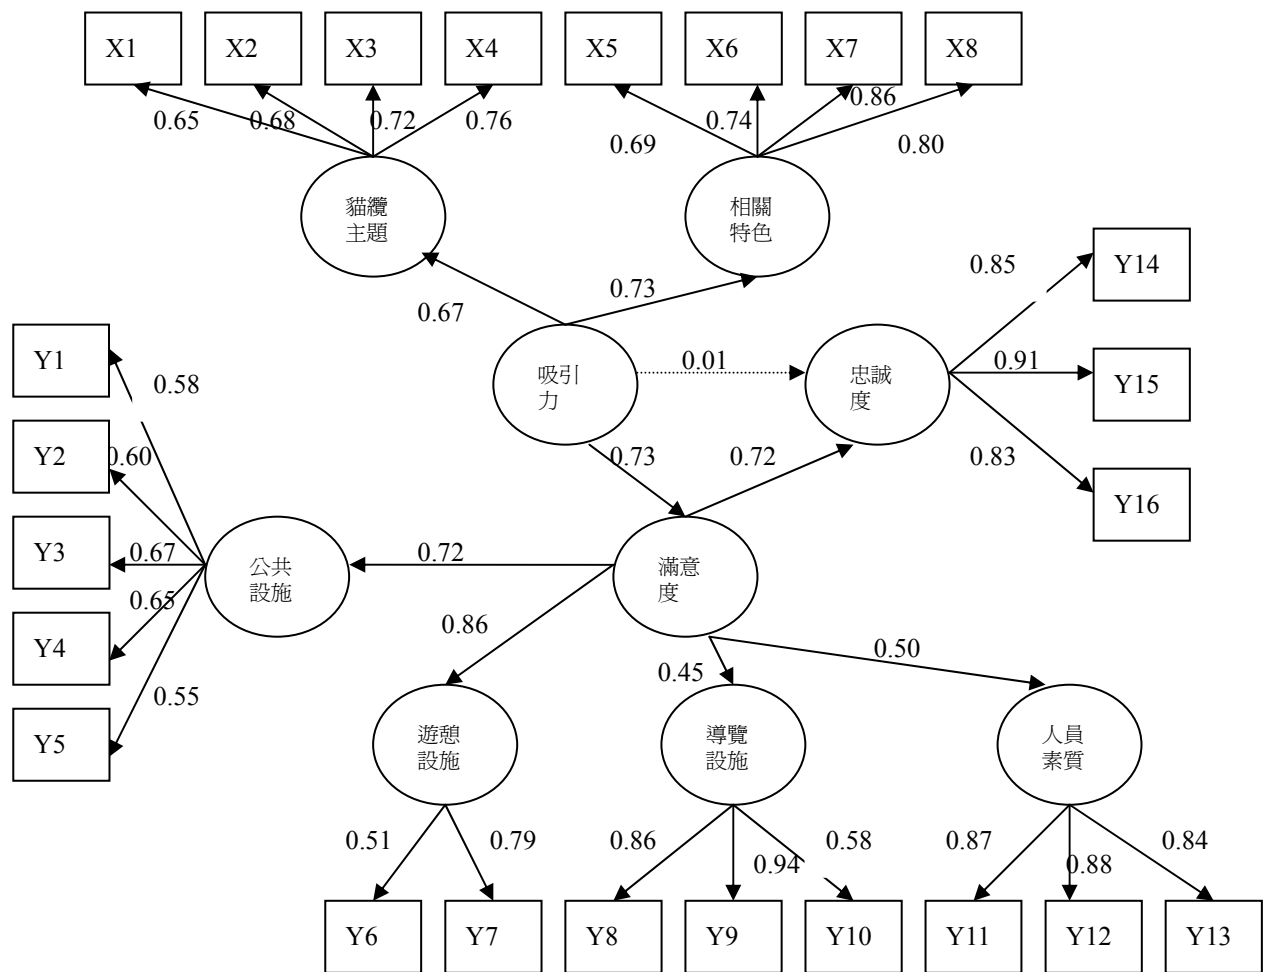 X1
X2
X3
X4
X5
X6
X7
X8
0.65
0.68
0.72
0.76
0.69
0.74
0.86
0.80
貓纜
主題
相關
特色
0.67
0.73
Y14
0.85
Y1
0.58
吸引
力
0.01
忠誠
度
0.91
Y15
Y2
0.60
0.73
0.72
0.83
Y16
Y3
0.67
公共
設施
0.72
滿意
度
Y4
0.65
0.86
0.45
0.50
Y5
0.55
遊憩
設施
導覽
設施
人員
素質
0.51
0.79
0.86
0.94
0.58
0.87
0.88
0.84
Y6
Y7
Y8
Y9
Y10
Y11
Y12
Y13